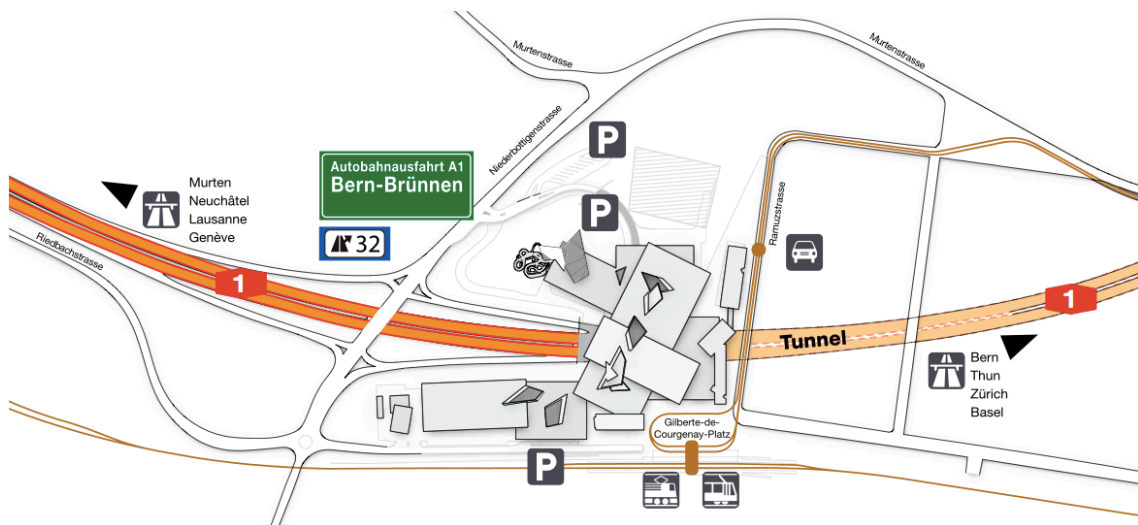 Murtenstrasse
Murtenstrasse
Niederbottigenstrasse
P
Autobahnausfahrt A1
Bern-Brünnen
32
Murten
Neuchâtel
Lausanne
Genève
P
Ramuzstrasse
Riedbachstrasse
1
1
Tunnel
Bern
Thun
Zürich
Basel
Gilberte-de-
Courgenay-Platz
P